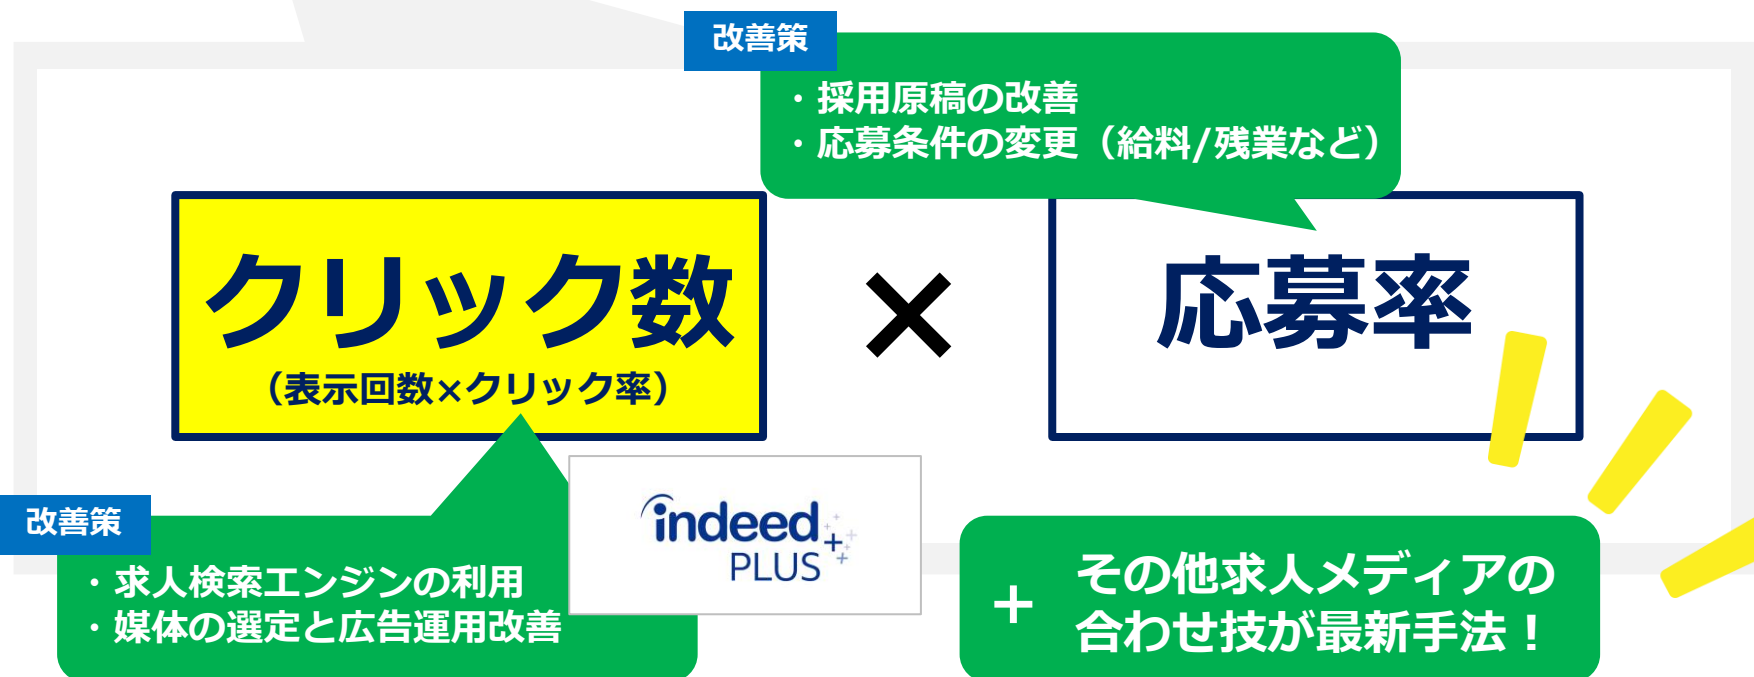 改善策
・採用原稿の改善
・応募条件の変更（給料/残業など）
クリック数
（表示回数×クリック率）
×
応募率
改善策
・求人検索エンジンの利用
・媒体の選定と広告運用改善
indeed
PLUS
＋
その他求人メディアの
合わせ技が最新手法！